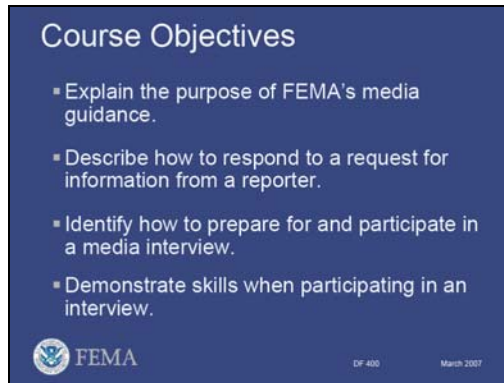 Course Objectives
▪ Explain the purpose of FEMA's media
guidance.
▪ Describe how to respond to a request for
information from a reporter.
▪ Identify how to prepare for and participate in
a media interview.
▪ Demonstrate skills when participating in an
interview.
FEMA
DF 400
March 2007